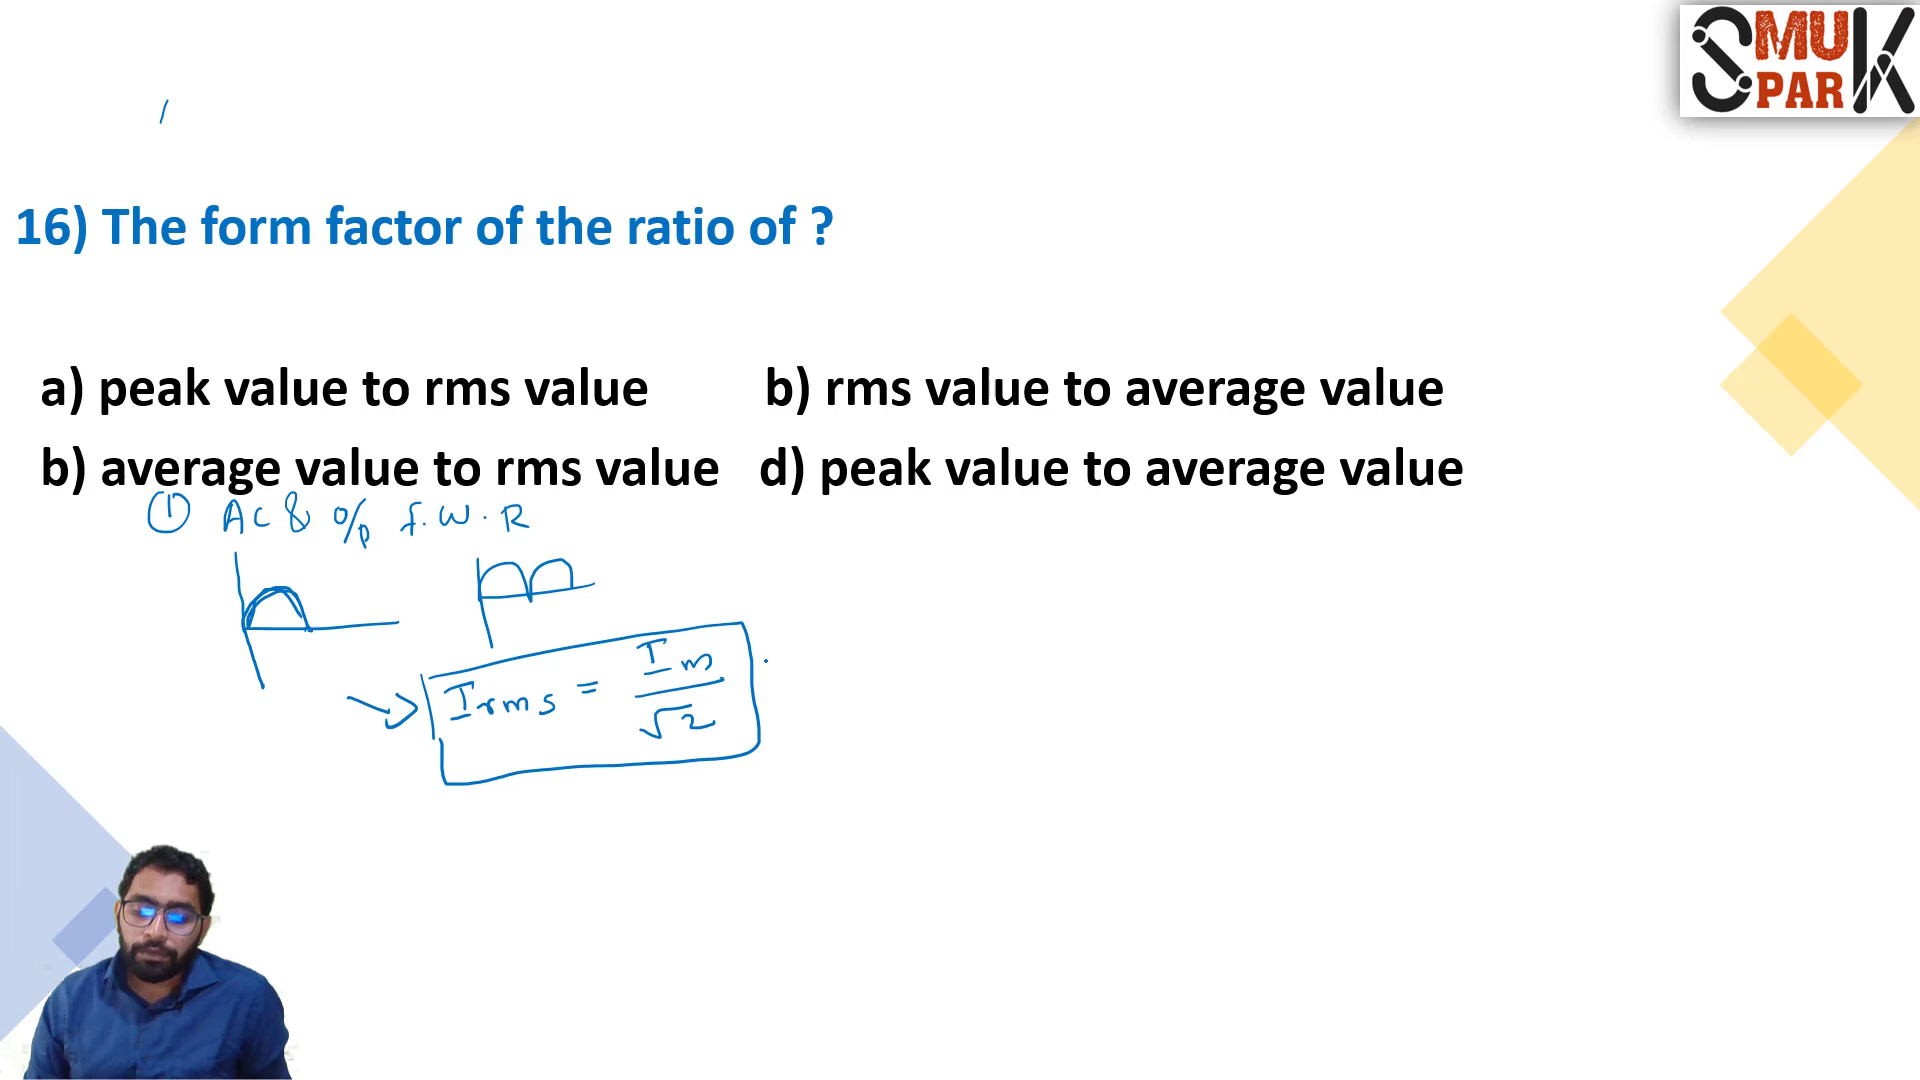 SMUK
SPARK
16) The form factor of the ratio of ?
a) peak value to rms value b) rms value to average value
b) average value to rms value d) peak value to average value
① AC & o/p f.W.R
Irms = Im/√2